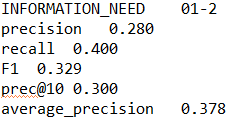 INFORMATION_NEED 01-2
precision 0.280
recall 0.400
F1 0.329
prec@10 0.300
average_precision 0.378